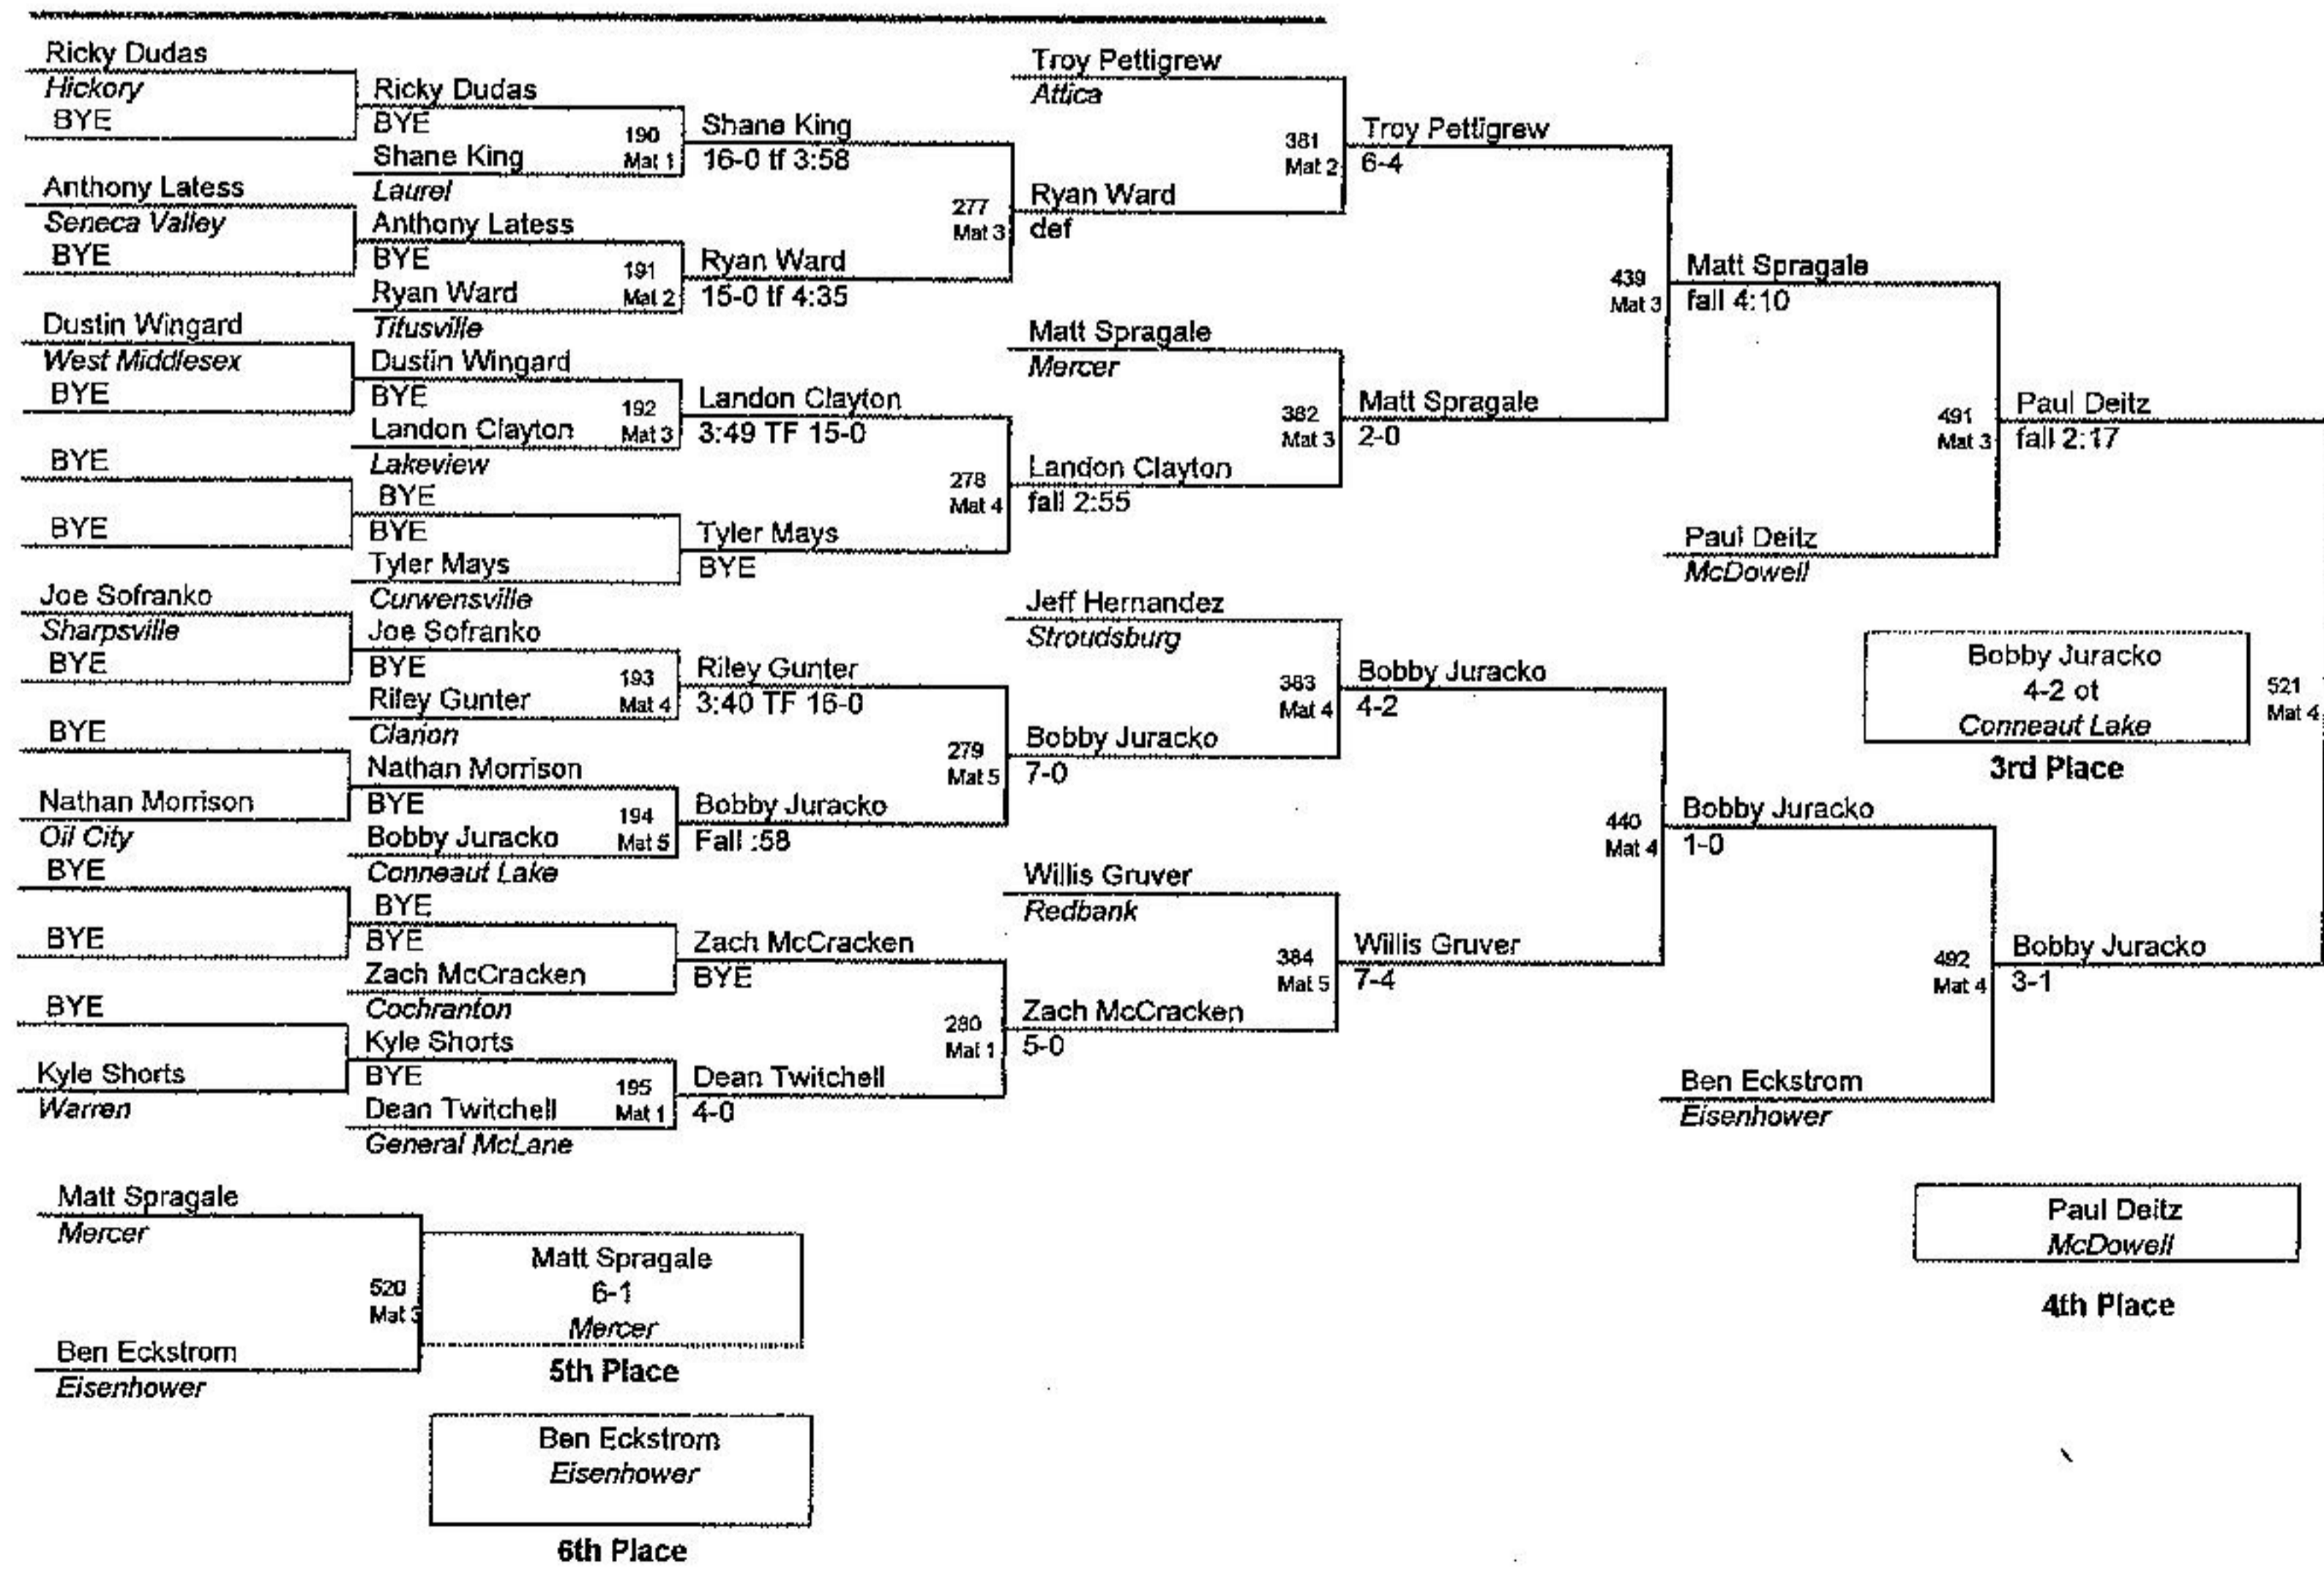 Ricky Dudas
Hickory
BYE
Anthony Latess
Seneca Valley
BYE
Dustin Wingard
West Middlesex
BYE
BYE
BYE
Joe Sofranko
Sharpsville
BYE
BYE
Nathan Morrison
Oil City
BYE
BYE
BYE
Kyle Shorts
Warren
Ricky Dudas
BYE
190
Shane King
Mat 1
Laurel
Anthony Latess
BYE
191
Ryan Ward
Mat 2
Titusville
Dustin Wingard
BYE
192
Landon Clayton
Mat 3
Lakeview
BYE
BYE
Tyler Mays
Curwensville
Joe Sofranko
BYE
193
Riley Gunter
Mat 4
Clarion
Nathan Morrison
BYE
194
Bobby Juracko
Mat 5
Conneaut Lake
BYE
BYE
Zach McCracken
Cochranton
Kyle Shorts
BYE
195
Dean Twitchell
Mat 1
General McLane
Shane King
16-0 tf 3:58
277
Mat 3
Ryan Ward
15-0 tf 4:35
Landon Clayton
3:49 TF 15-0
278
Mat 4
Tyler Mays
BYE
Riley Gunter
3:40 TF 16-0
279
Mat 5
Bobby Juracko
Fall :58
Zach McCracken
BYE
280
Mat 1
Dean Twitchell
4-0
Troy Pettigrew
Attica
381
Mat 2
Ryan Ward
def
Matt Spragale
Mercer
382
Mat 3
Landon Clayton
fall 2:55
Jeff Hernandez
Stroudsburg
383
Mat 4
Bobby Juracko
7-0
Willis Gruver
Redbank
384
Mat 5
Zach McCracken
5-0
Troy Pettigrew
6-4
439
Mat 3
Matt Spragale
2-0
Bobby Juracko
4-2
440
Mat 4
Willis Gruver
7-4
Matt Spragale
fall 4:10
491
Mat 3
Paul Deitz
McDowell
Bobby Juracko
1-0
492
Mat 4
Ben Eckstrom
Eisenhower
Paul Deitz
fall 2:17
Bobby Juracko
4-2 ot
Conneaut Lake
3rd Place
521
Mat 4
Bobby Juracko
3-1
Paul Deitz
McDowell
4th Place
Matt Spragale
Mercer
520
Mat 3
Ben Eckstrom
Eisenhower
Matt Spragale
6-1
Mercer
5th Place
Ben Eckstrom
Eisenhower
6th Place